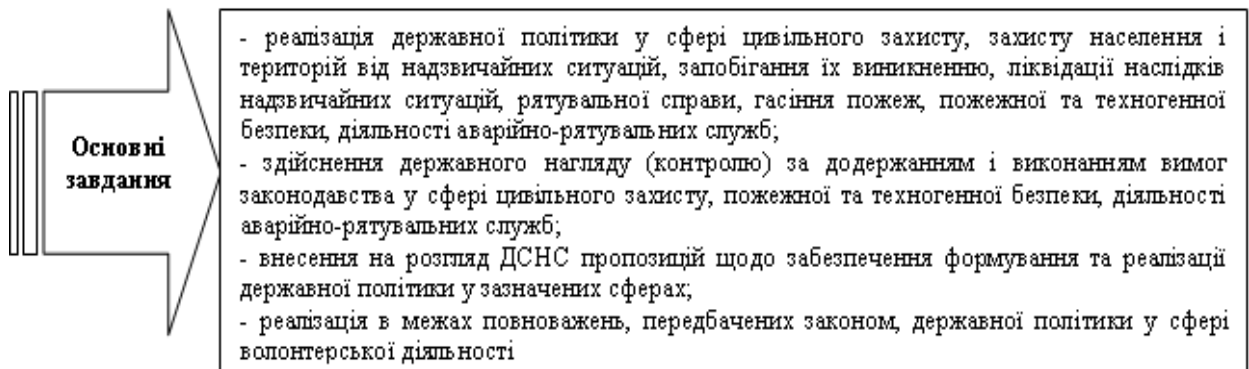 Основні
завдання
- реалізація державної політики у сфері цивільного захисту, захисту населення і
територій від надзвичайних ситуацій, запобігання їх виникненню, ліквідації наслідків
надзвичайних ситуацій, рятувальної справи, гасіння пожеж, пожежної та техногенної
безпеки, діяльності аварійно-рятувальних служб;
- здійснення державного нагляду (контролю) за додержанням і виконанням вимог
законодавства у сфері цивільного захисту, пожежної та техногенної безпеки, діяльності
аварійно-рятувальних служб;
- внесення на розгляд ДСНС пропозицій щодо забезпечення формування та реалізації
державної політики у зазначених сферах;
- реалізація в межах повноважень, передбачених законом, державної політики у сфері
волонтерської діяльності